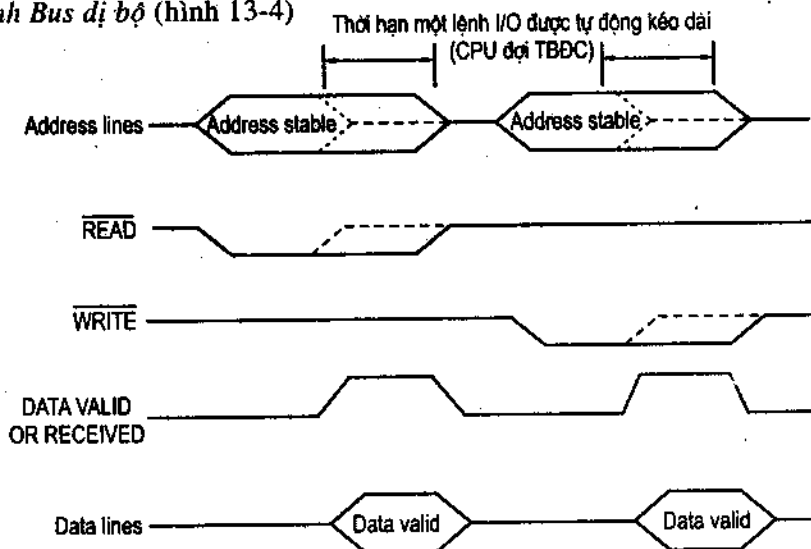 nh Bus dị bộ (hình 13-4)
Thời hạn một lệnh I/O được tự động kéo dài
(CPU đợi TBĐC)
Address lines
Address stable
Address stable
READ
WRITE
DATA VALID
OR RECEIVED
Data lines
Data valid
Data valid